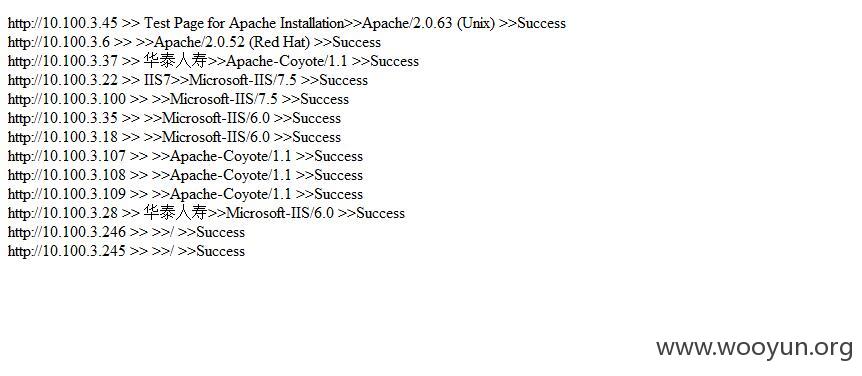 http://10.100.3.45 >> Test Page for Apache Installation>>Apache/2.0.63 (Unix) >>Success
http://10.100.3.6 >> >>Apache/2.0.52 (Red Hat) >>Success
http://10.100.3.37 >> 华泰人寿>>Apache-Coyote/1.1 >>Success
http://10.100.3.22 >> IIS7>>Microsoft-IIS/7.5 >>Success
http://10.100.3.100 >> >>Microsoft-IIS/7.5 >>Success
http://10.100.3.35 >> >>Microsoft-IIS/6.0 >>Success
http://10.100.3.18 >> >>Microsoft-IIS/6.0 >>Success
http://10.100.3.107 >> >>Apache-Coyote/1.1 >>Success
http://10.100.3.108 >> >>Apache-Coyote/1.1 >>Success
http://10.100.3.109 >> >>Apache-Coyote/1.1 >>Success
http://10.100.3.28 >> 华泰人寿>>Microsoft-IIS/6.0 >>Success
http://10.100.3.246 >> >>/ >>Success
http://10.100.3.245 >> >>/ >>Success
www.wooyun.org